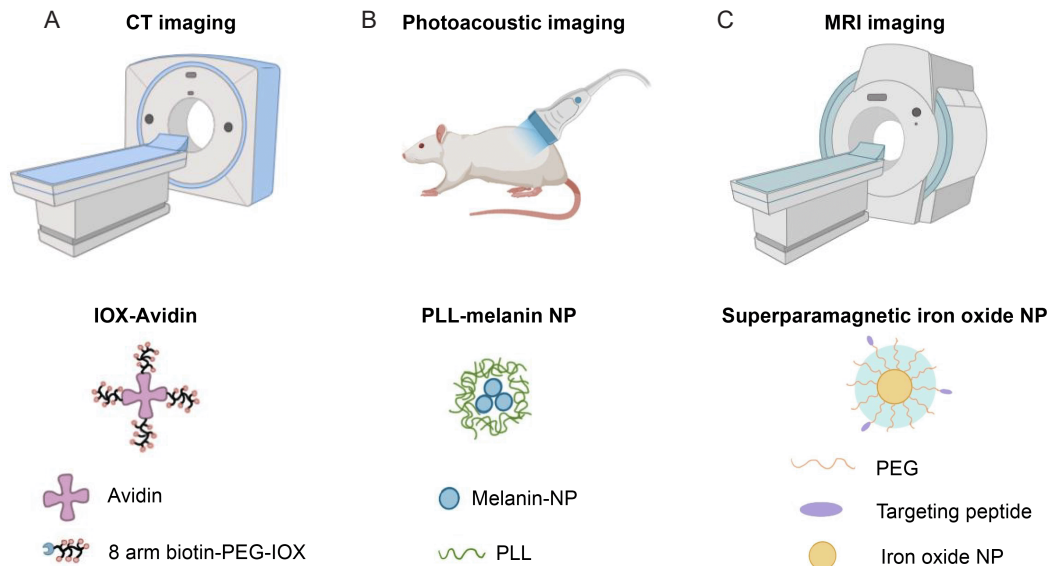 A
CT imaging
B
Photoacoustic imaging
C
MRI imaging
IOX-Avidin
PLL-melanin NP
Superparamagnetic iron oxide NP
Avidin
8 arm biotin-PEG-IOX
Melanin-NP
PLL
PEG
Targeting peptide
Iron oxide NP